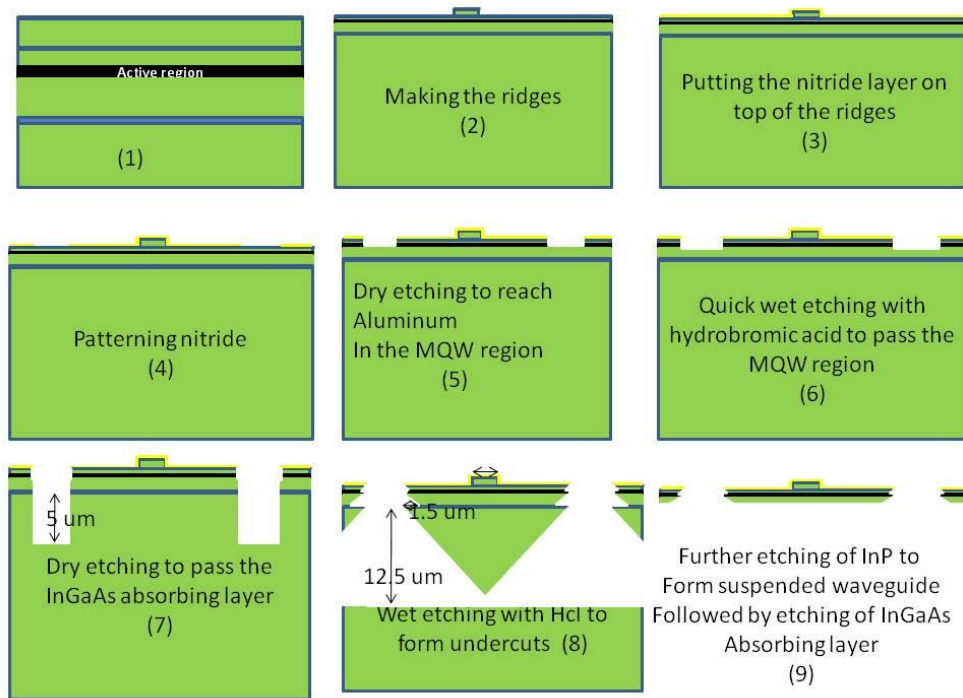 Active region
(1)
Making the ridges
(2)
Putting the nitride layer on
top of the ridges
(3)
Patterning nitride
(4)
Dry etching to reach
Aluminum
In the MQW region
(5)
Quick wet etching with
hydrobromic acid to pass the
MQW region
(6)
5 um
Dry etching to pass the
InGaAs absorbing layer
(7)
1.5 um
12.5 um
Wet etching with Hcl to
form undercuts (8)
Further etching of InP to
Form suspended waveguide
Followed by etching of InGaAs
Absorbing layer
(9)